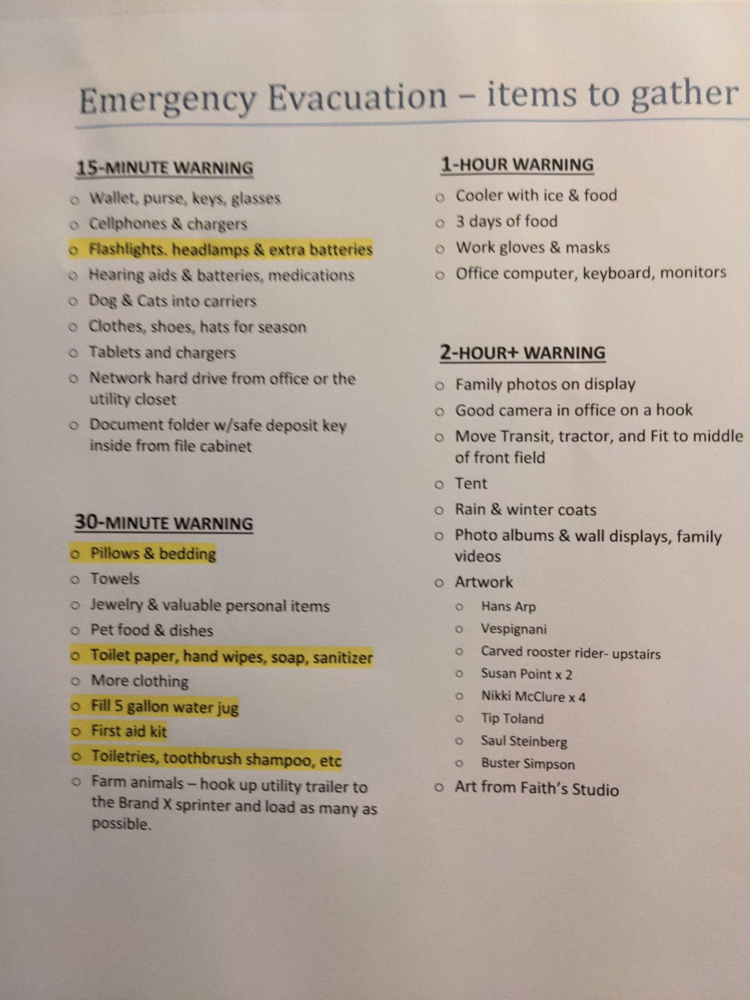 Emergency Evacuation – items to gather
15-MINUTE WARNING
Wallet, purse, keys, glasses
Cellphones & chargers
Flashlights. headlamps & extra batteries
Hearing aids & batteries, medications
Dog & Cats into carriers
Clothes, shoes, hats for season
Tablets and chargers
Network hard drive from office or the
utility closet
Document folder w/safe deposit key
inside from file cabinet
30-MINUTE WARNING
Pillows & bedding
Towels
Jewelry & valuable personal items
Pet food & dishes
Toilet paper, hand wipes, soap, sanitizer
More clothing
Fill 5 gallon water jug
First aid kit
Toiletries, toothbrush shampoo, etc
Farm animals – hook up utility trailer to
the Brand X sprinter and load as many as
possible.
1-HOUR WARNING
Cooler with ice & food
3 days of food
Work gloves & masks
Office computer, keyboard, monitors
2-HOUR+ WARNING
Family photos on display
Good camera in office on a hook
Move Transit, tractor, and Fit to middle
of front field
Tent
Rain & winter coats
Photo albums & wall displays, family
videos
Artwork
Hans Arp
Vespignani
Carved rooster rider- upstairs
Susan Point x 2
Nikki McClure x 4
Tip Toland
Saul Steinberg
Buster Simpson
Art from Faith's Studio